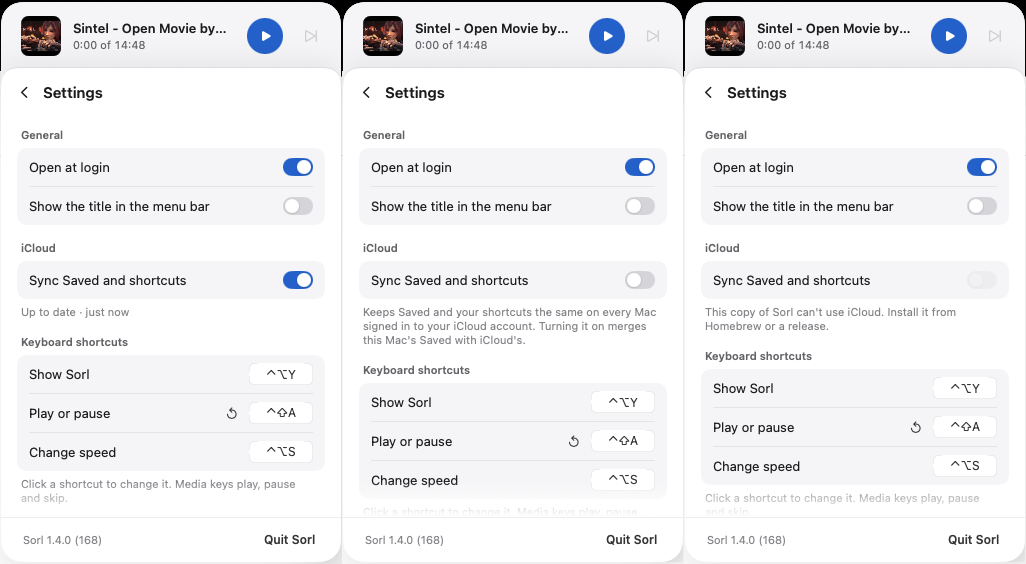 Sintel - Open Movie by...
0:00 of 14:48
Settings
General
Open at login
Show the title in the menu bar
iCloud
Sync Saved and shortcuts
Up to date · just now
Keyboard shortcuts
Show Sorl
^⌥Y
Play or pause
^⇧A
Change speed
^⌥S
Click a shortcut to change it. Media keys play, pause
and skip.
Sorl 1.4.0 (168)
Quit Sorl
Sintel - Open Movie by...
0:00 of 14:48
Settings
General
Open at login
Show the title in the menu bar
iCloud
Sync Saved and shortcuts
Keeps Saved and your shortcuts the same on every Mac
signed in to your iCloud account. Turning it on merges
this Mac's Saved with iCloud's.
Keyboard shortcuts
Show Sorl
^⌥Y
Play or pause
^⇧A
Change speed
^⌥S
Click a shortcut to change it. Media keys play, pause
Sorl 1.4.0 (168)
Quit Sorl
Sintel - Open Movie by...
0:00 of 14:48
Settings
General
Open at login
Show the title in the menu bar
iCloud
Sync Saved and shortcuts
This copy of Sorl can't use iCloud. Install it from
Homebrew or a release.
Keyboard shortcuts
Show Sorl
^⌥Y
Play or pause
^⇧A
Change speed
^⌥S
Click a shortcut to change it. Media keys play, pause
and skip.
Sorl 1.4.0 (168)
Quit Sorl